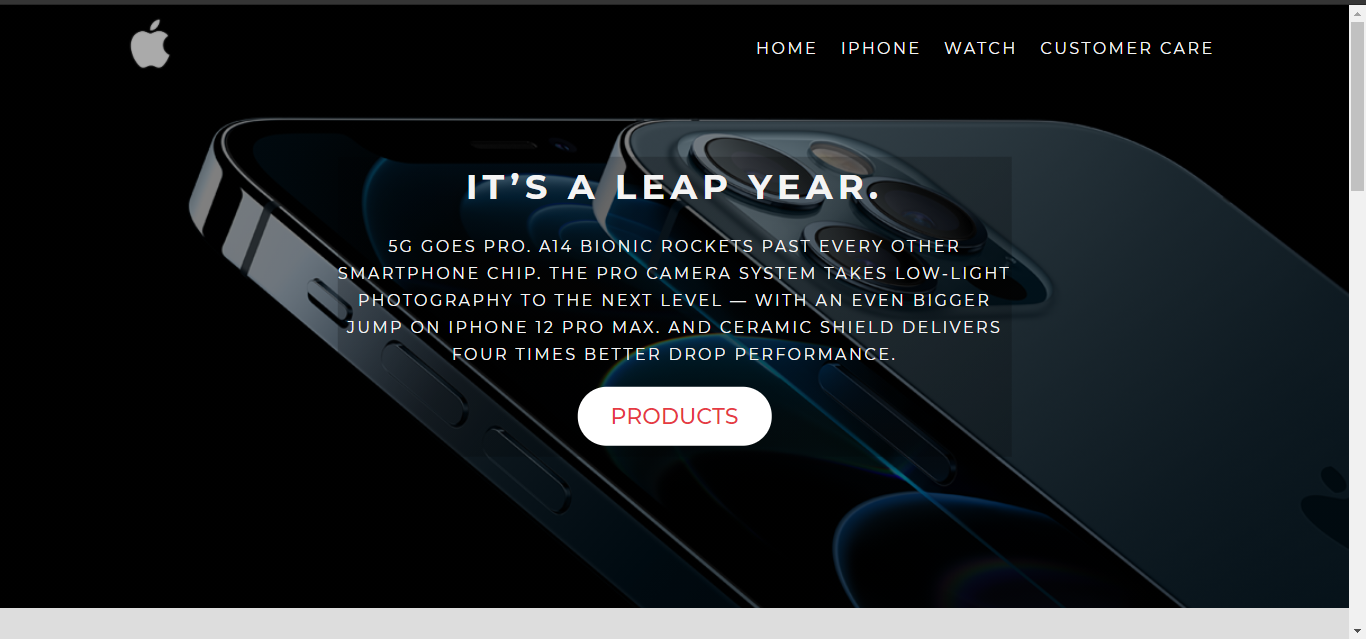 HOME IPHONE WATCH CUSTOMER CARE
IT’S A LEAP YEAR.
5G GOES PRO. A14 BIONIC ROCKETS PAST EVERY OTHER
SMARTPHONE CHIP. THE PRO CAMERA SYSTEM TAKES LOW-LIGHT
PHOTOGRAPHY TO THE NEXT LEVEL — WITH AN EVEN BIGGER
JUMP ON IPHONE 12 PRO MAX. AND CERAMIC SHIELD DELIVERS
FOUR TIMES BETTER DROP PERFORMANCE.
PRODUCTS